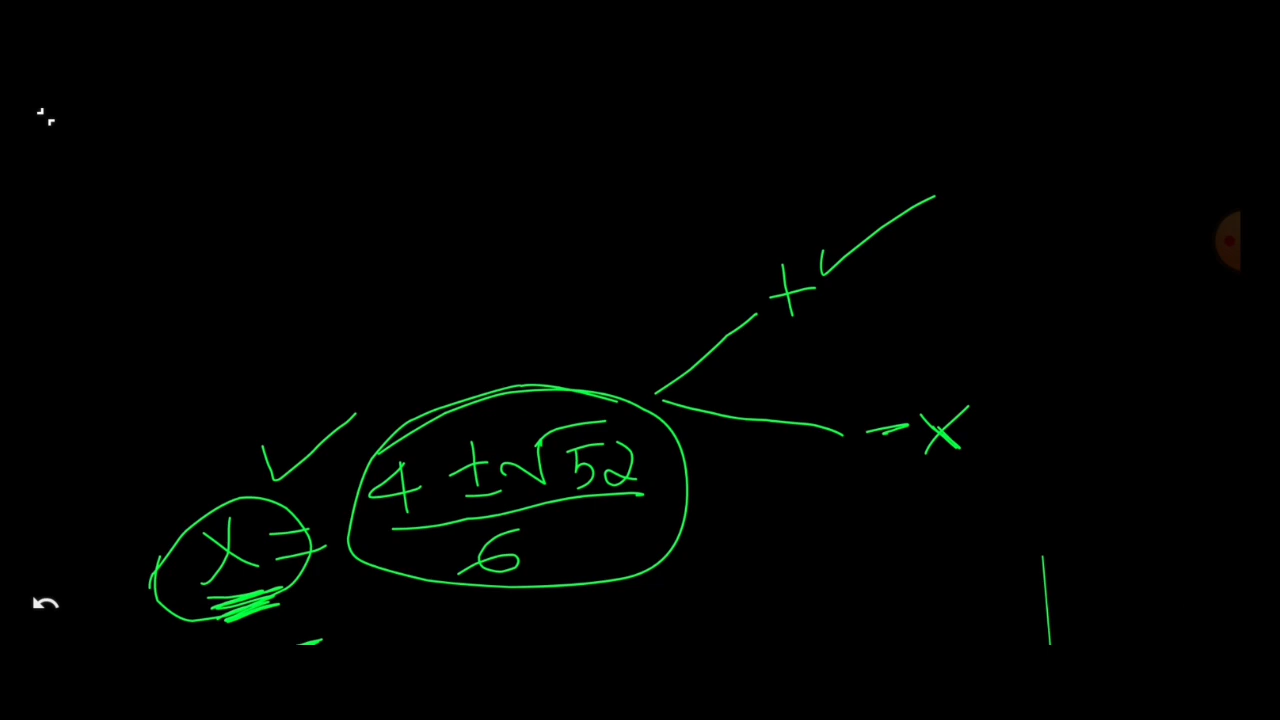 +
- x
x = (4 ± √52) / 6